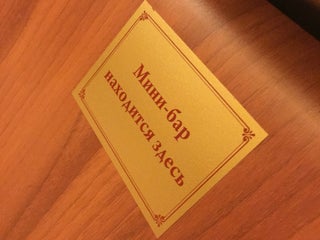 Мини-бар
находится здесь